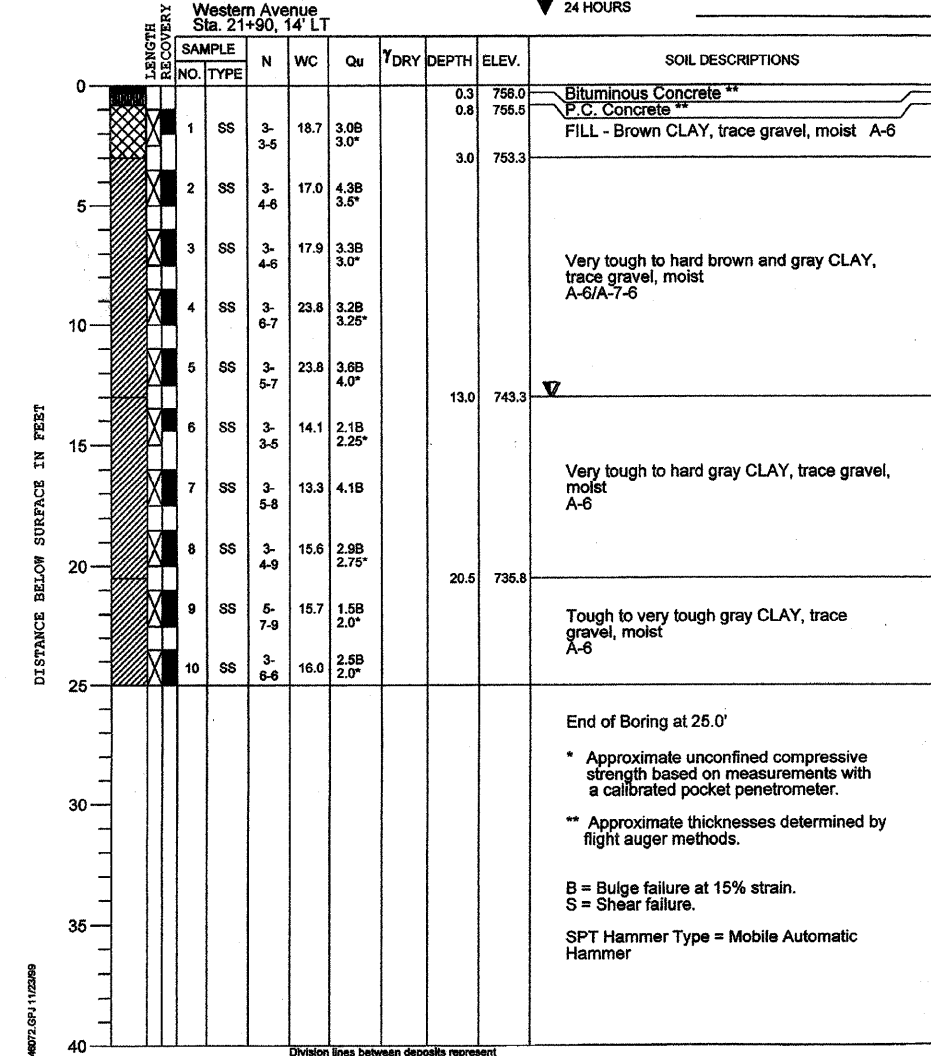 Western Avenue
Sta. 21+90, 14' LT
24 HOURS
LENGTH
RECOVERY
SAMPLE
NO. TYPE
N
WC
Qu
γDRY
DEPTH
ELEV.
SOIL DESCRIPTIONS
0
0.3 756.0 Bituminous Concrete **
0.8 755.5 P.C. Concrete **
1 SS 3- 18.7 3.0B
3-5 3.0*
FILL - Brown CLAY, trace gravel, moist A-6
3.0 753.3
2 SS 3- 17.0 4.3B
4-6 3.5*
5
3 SS 3- 17.9 3.3B
4-6 3.0*
Very tough to hard brown and gray CLAY,
trace gravel, moist
A-6/A-7-6
4 SS 3- 23.8 3.2B
6-7 3.25*
10
5 SS 3- 23.8 3.6B
5-7 4.0*
13.0 743.3
6 SS 3- 14.1 2.1B
3-5 2.25*
15
7 SS 3- 13.3 4.1B
5-8
Very tough to hard gray CLAY, trace gravel,
moist
A-6
8 SS 3- 15.6 2.9B
4-9 2.75*
20
20.5 735.8
9 SS 5- 15.7 1.5B
7-9 2.0*
Tough to very tough gray CLAY, trace
gravel, moist
A-6
10 SS 3- 16.0 2.5B
6-6 2.0*
25
End of Boring at 25.0'
* Approximate unconfined compressive
strength based on measurements with
a calibrated pocket penetrometer.
30
** Approximate thicknesses determined by
flight auger methods.
B = Bulge failure at 15% strain.
S = Shear failure.
35
SPT Hammer Type = Mobile Automatic
Hammer
40
DISTANCE BELOW SURFACE IN FEET
11/23/99
Division lines between deposits represent